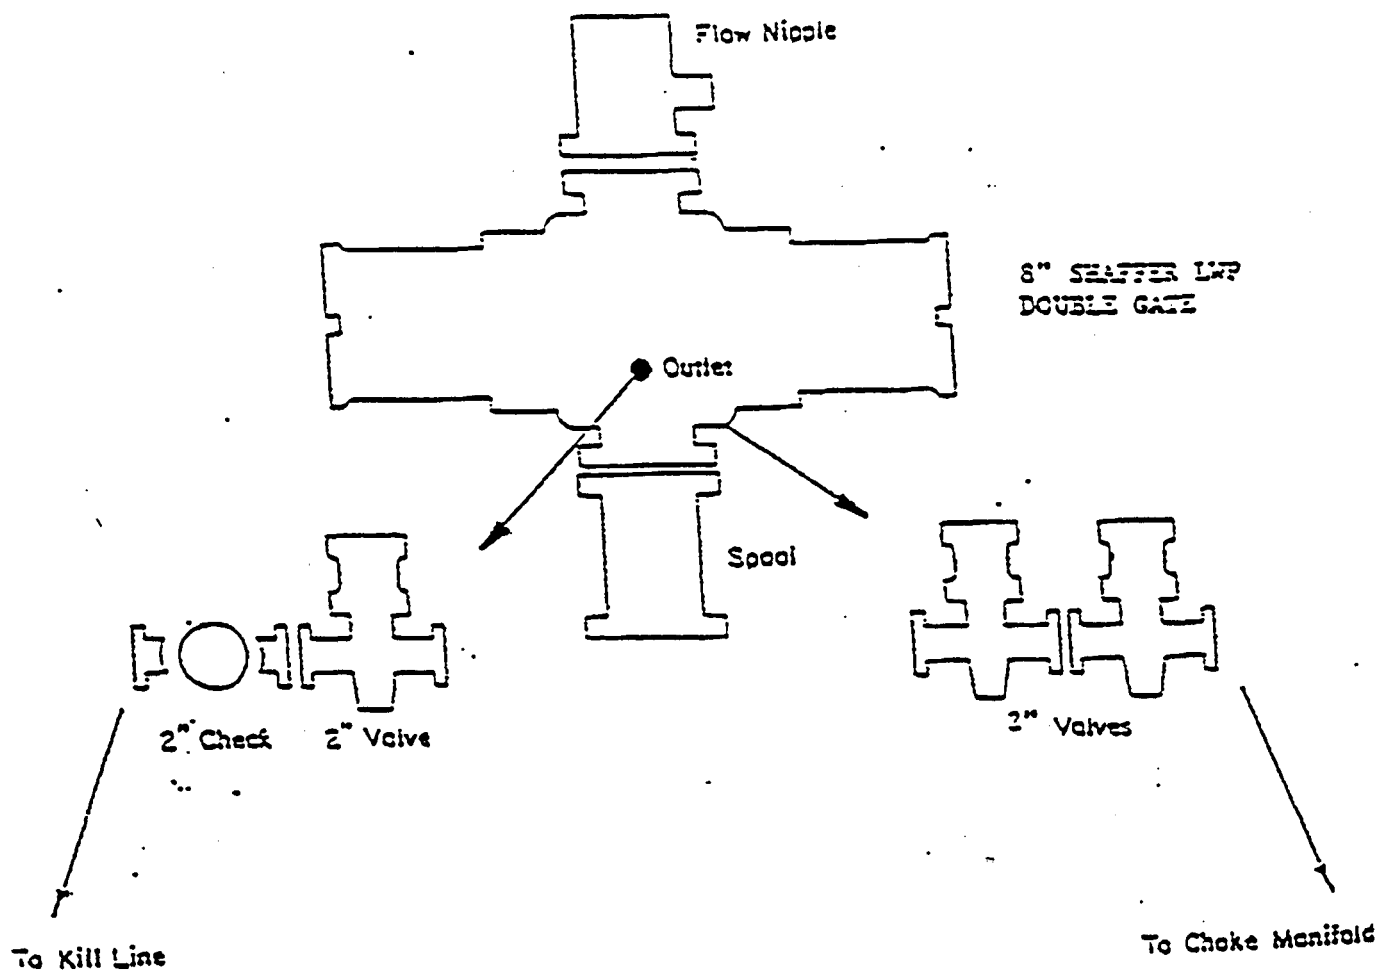 Flow Nipple
8" SHAFFER LWP
DOUBLE GATE
Outlet
Spool
2" Check
2" Valve
2" Valves
To Kill Line
To Choke Manifold